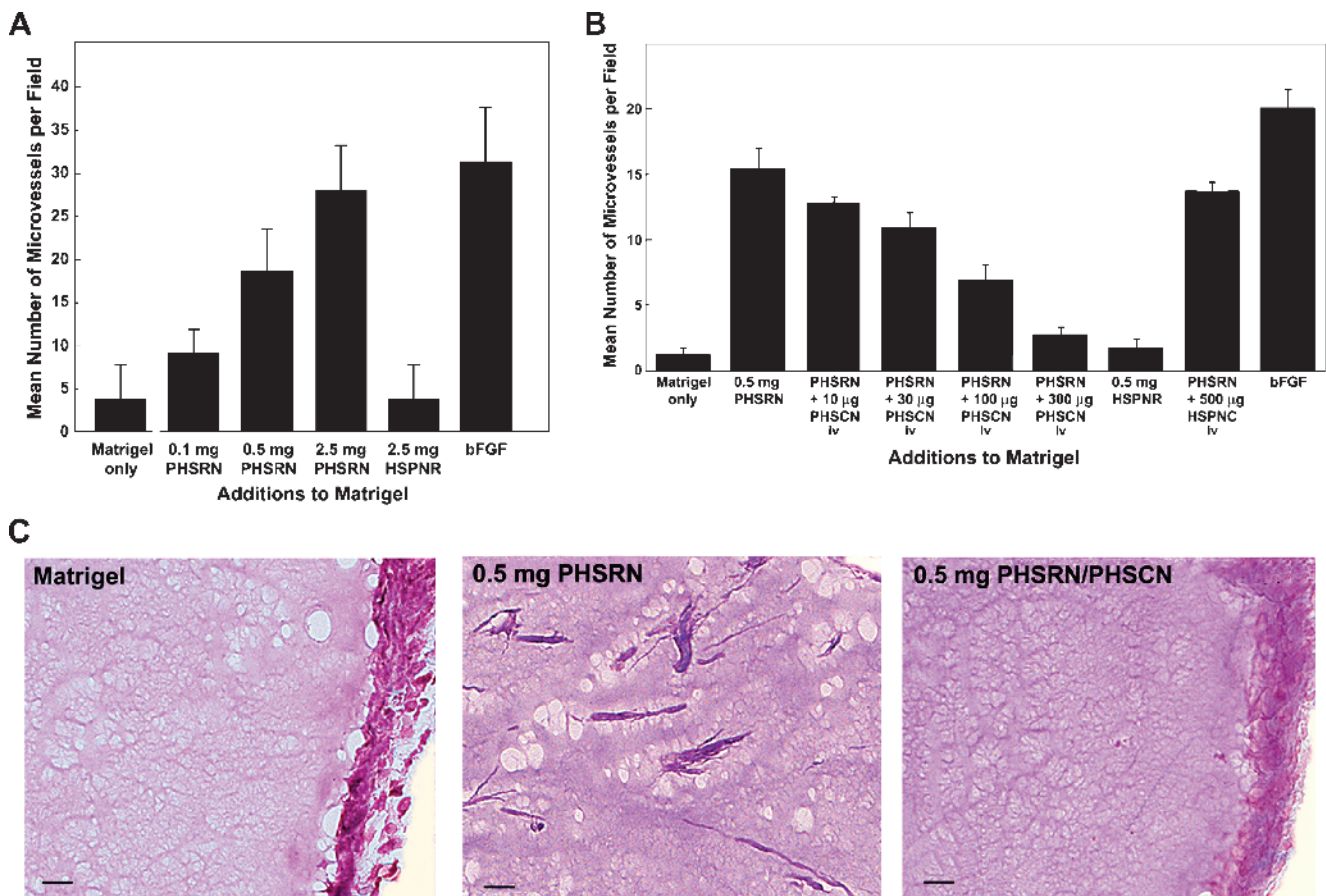 A
Mean Number of Microvessels per Field
40
35
30
25
20
15
10
5
0
Matrigel only
0.1 mg PHSRN
0.5 mg PHSRN
2.5 mg PHSRN
2.5 mg HSPNR
bFGF
Additions to Matrigel
B
Mean Number of Microvessels per Field
20
15
10
5
0
Matrigel only
0.5 mg PHSRN
PHSRN + 10 µg PHSCN iv
PHSRN + 30 µg PHSCN iv
PHSRN + 100 µg PHSCN iv
PHSRN + 300 µg PHSCN iv
0.5 mg HSPNR
PHSRN + 500 µg HSPNC iv
bFGF
Additions to Matrigel
C
Matrigel
0.5 mg PHSRN
0.5 mg PHSRN/PHSCN